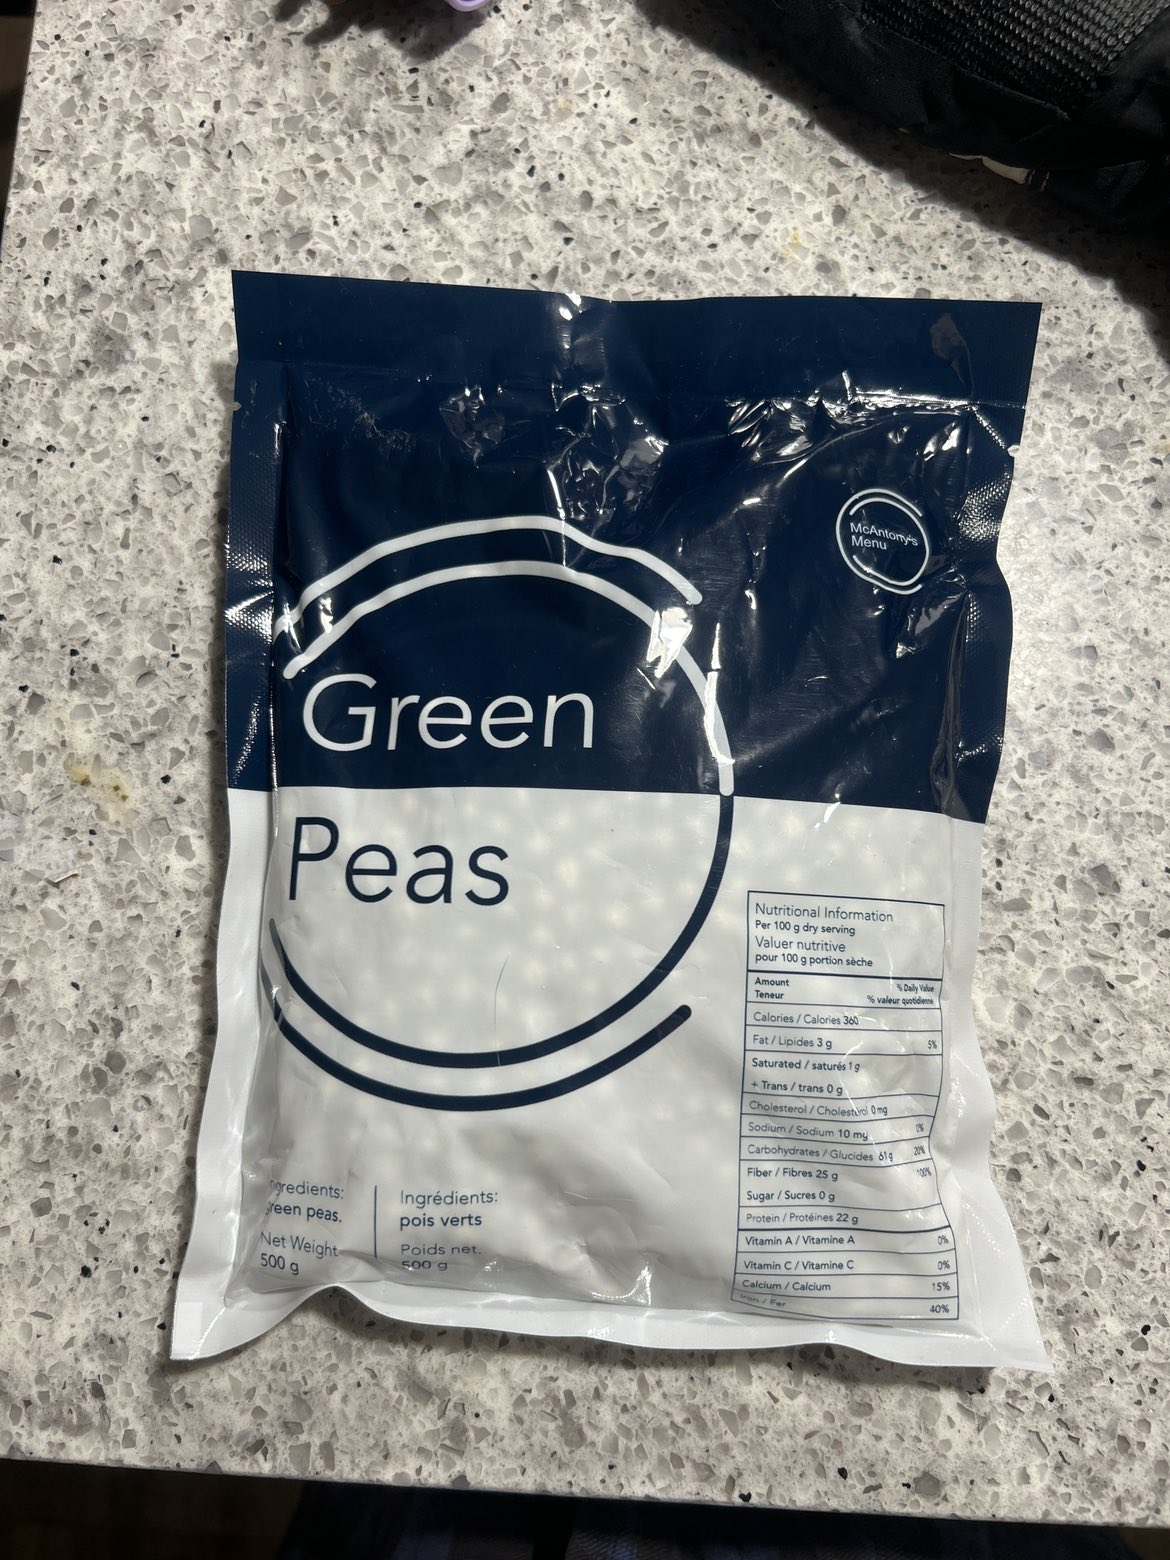 McAntony's
Menu
Green
Peas
Nutritional Information
Per 100 g dry serving
Valuer nutritive
pour 100 g portion sèche
Amount % Daily Value
Teneur % valeur quotidienne
Calories / Calories 360
Fat / Lipides 3 g 5%
Saturated / saturés 1 g
+ Trans / trans 0 g
Cholesterol / Cholesterol 0 mg
Sodium / Sodium 10 mg 0%
Carbohydrates / Glucides 61 g 20%
Fiber / Fibres 25 g 100%
Sugar / Sucres 0 g
Protein / Protéines 22 g
Vitamin A / Vitamine A 0%
Vitamin C / Vitamine C 0%
Calcium / Calcium 15%
Iron / Fer 40%
ngredients:
green peas.
Net Weight
500 g
Ingrédients:
pois verts
Poids net.
500 g